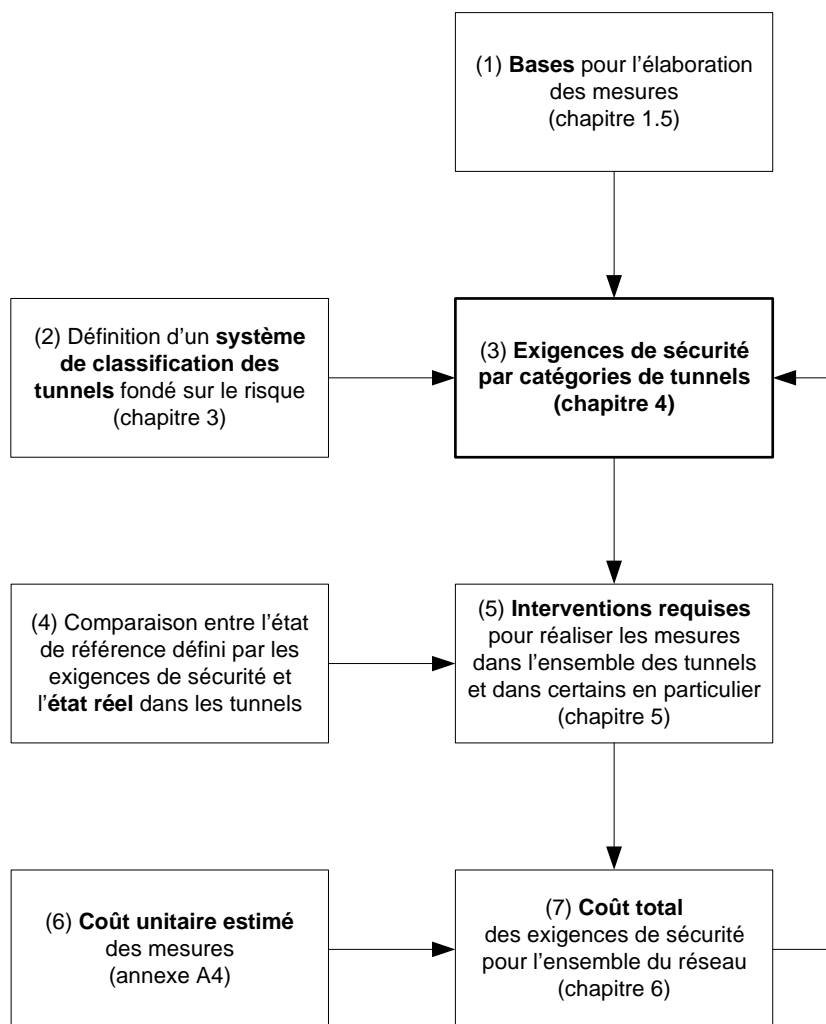 (1) Bases pour l’élaboration
des mesures
(chapitre 1.5)
(2) Définition d’un système
de classification des
tunnels fondé sur le risque
(chapitre 3)
(3) Exigences de sécurité
par catégories de tunnels
(chapitre 4)
(4) Comparaison entre l’état
de référence défini par les
exigences de sécurité et
l’état réel dans les tunnels
(5) Interventions requises
pour réaliser les mesures
dans l’ensemble des tunnels
et dans certains en particulier
(chapitre 5)
(6) Coût unitaire estimé
des mesures
(annexe A4)
(7) Coût total
des exigences de sécurité
pour l’ensemble du réseau
(chapitre 6)